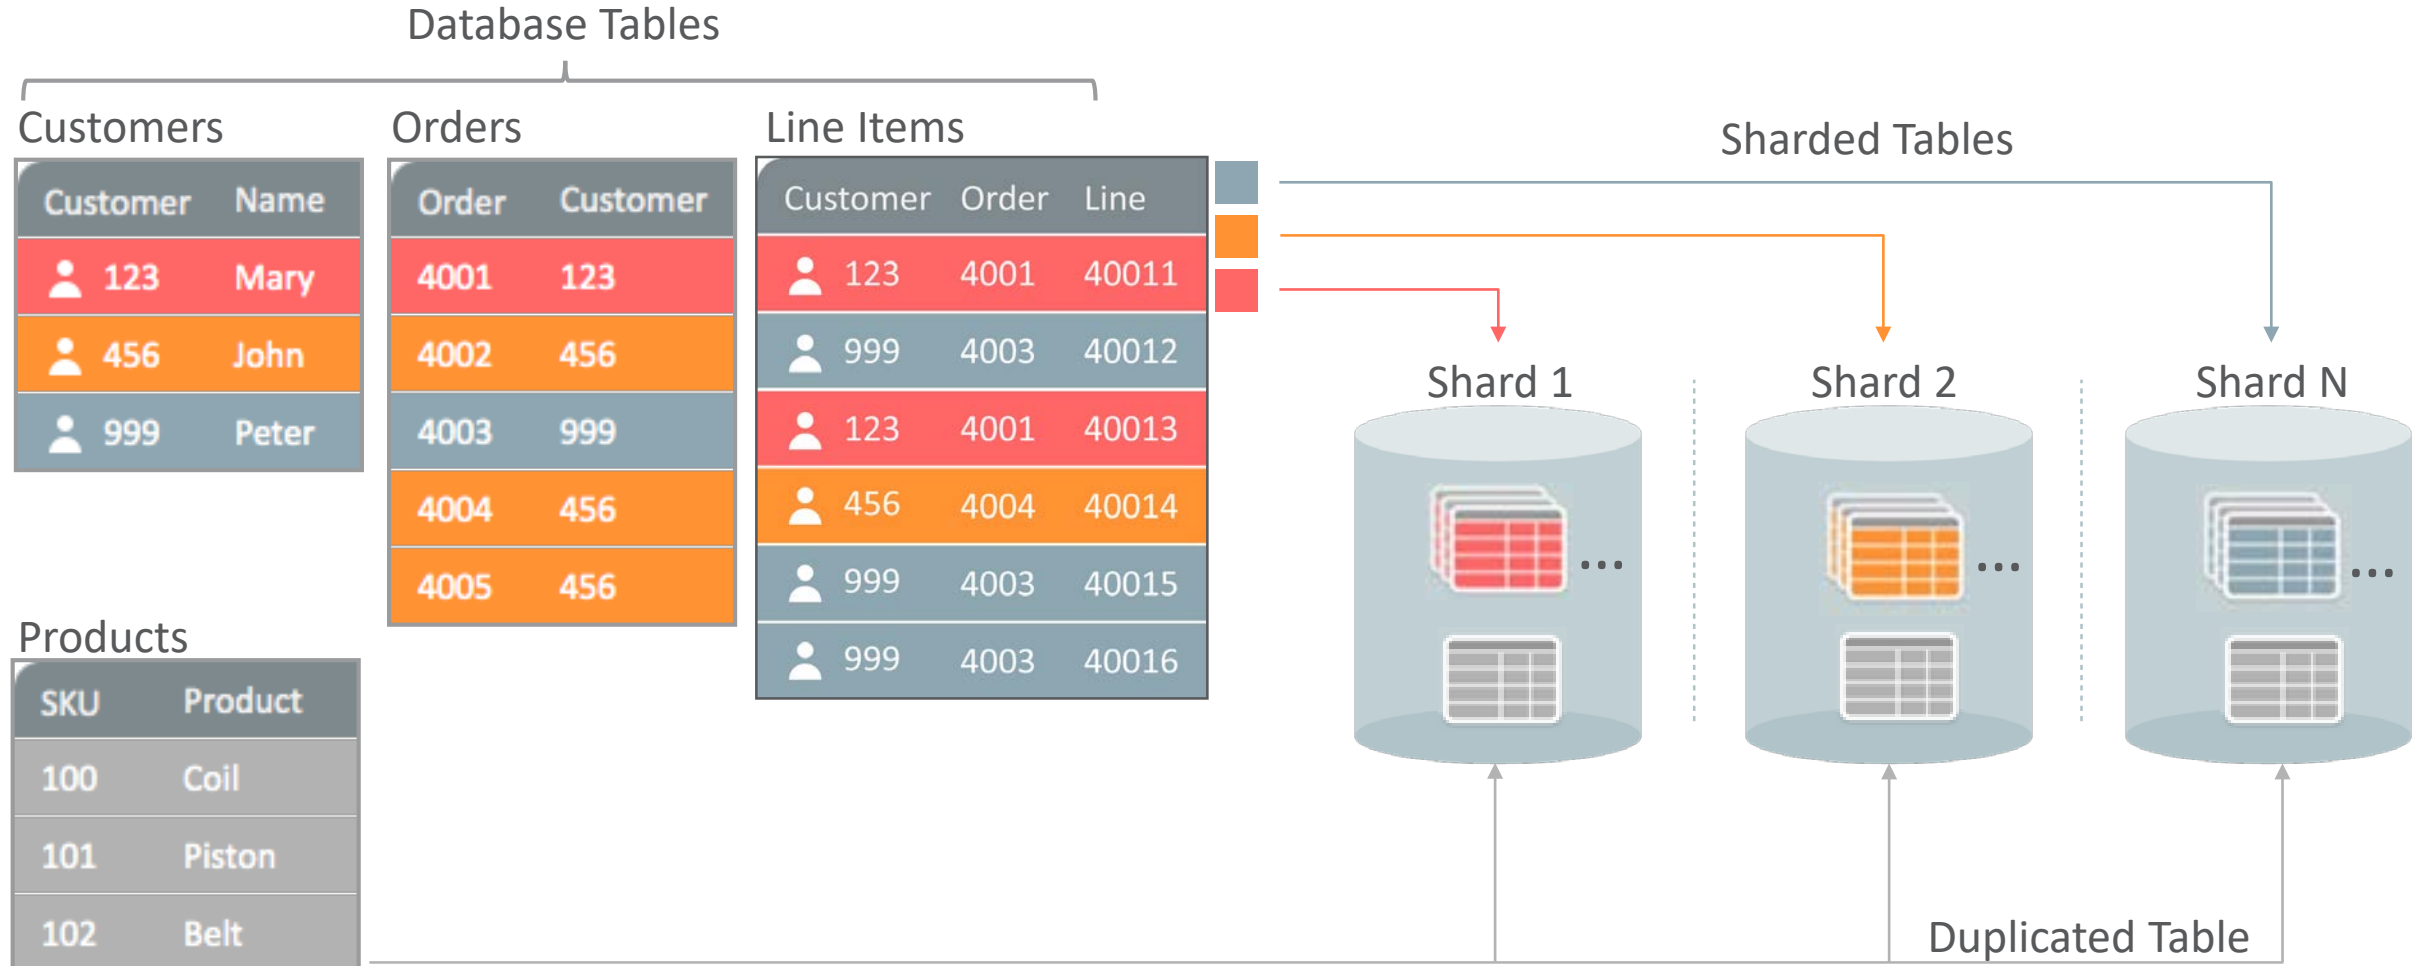 Database Tables
Customers
Customer Name
123 Mary
456 John
999 Peter
Orders
Order Customer
4001 123
4002 456
4003 999
4004 456
4005 456
Line Items
Customer Order Line
123 4001 40011
999 4003 40012
123 4001 40013
456 4004 40014
999 4003 40015
999 4003 40016
Products
SKU Product
100 Coil
101 Piston
102 Belt
Sharded Tables
Shard 1
Shard 2
Shard N
...
...
...
Duplicated Table